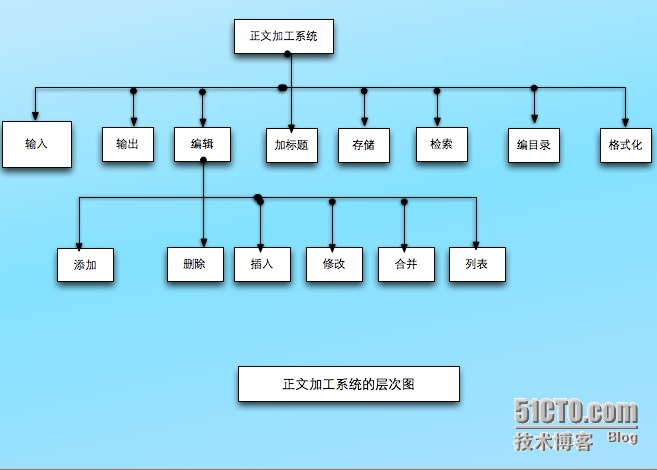 正文加工系统
输入
输出
编辑
加标题
存储
检索
编目录
格式化
添加
删除
插入
修改
合并
列表
正文加工系统的层次图
51CTO.com
技术博客 Blog